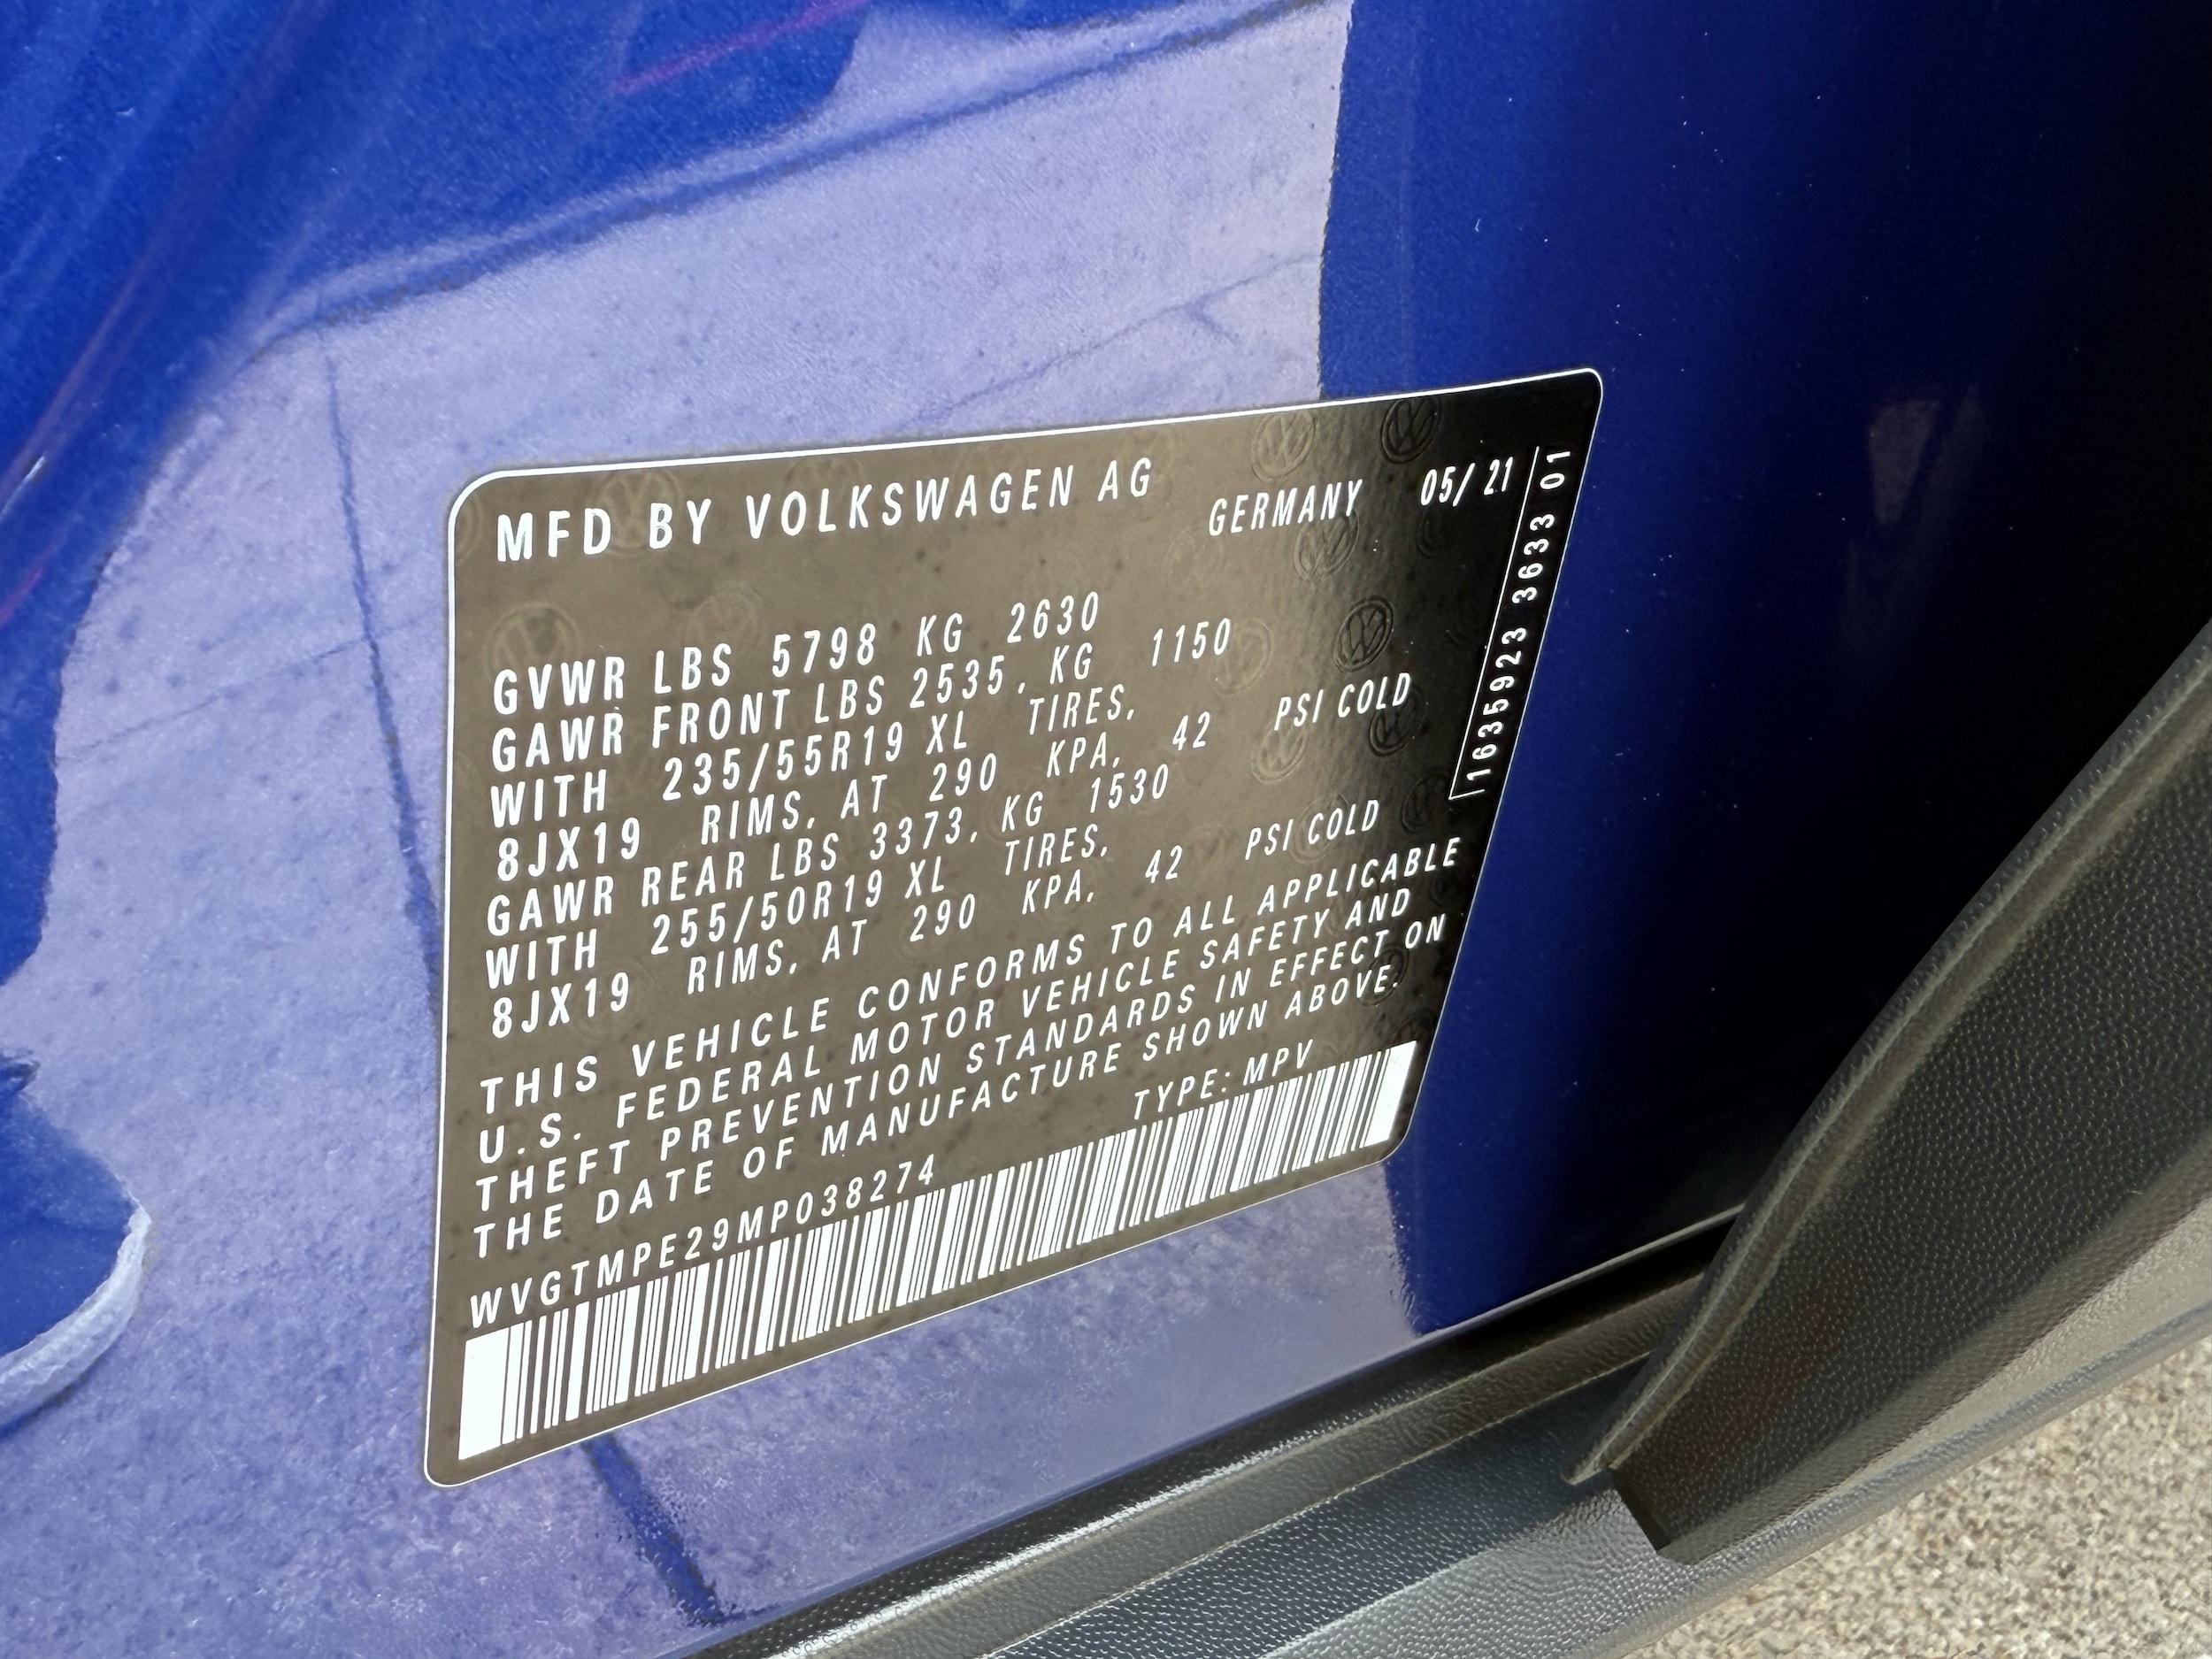 MFD BY VOLKSWAGEN AG GERMANY 05/ 21
GVWR LBS 5798 KG 2630
GAWR FRONT LBS 2535, KG 1150
WITH 235/55R19 XL TIRES,
8JX19 RIMS, AT 290 KPA, 42 PSI COLD
GAWR REAR LBS 3373, KG 1530
WITH 255/50R19 XL TIRES,
8JX19 RIMS, AT 290 KPA, 42 PSI COLD
THIS VEHICLE CONFORMS TO ALL APPLICABLE
U.S. FEDERAL MOTOR VEHICLE SAFETY AND
THEFT PREVENTION STANDARDS IN EFFECT ON
THE DATE OF MANUFACTURE SHOWN ABOVE.
WVGTMPE29MP038274 TYPE: MPV
1635923 3633 01